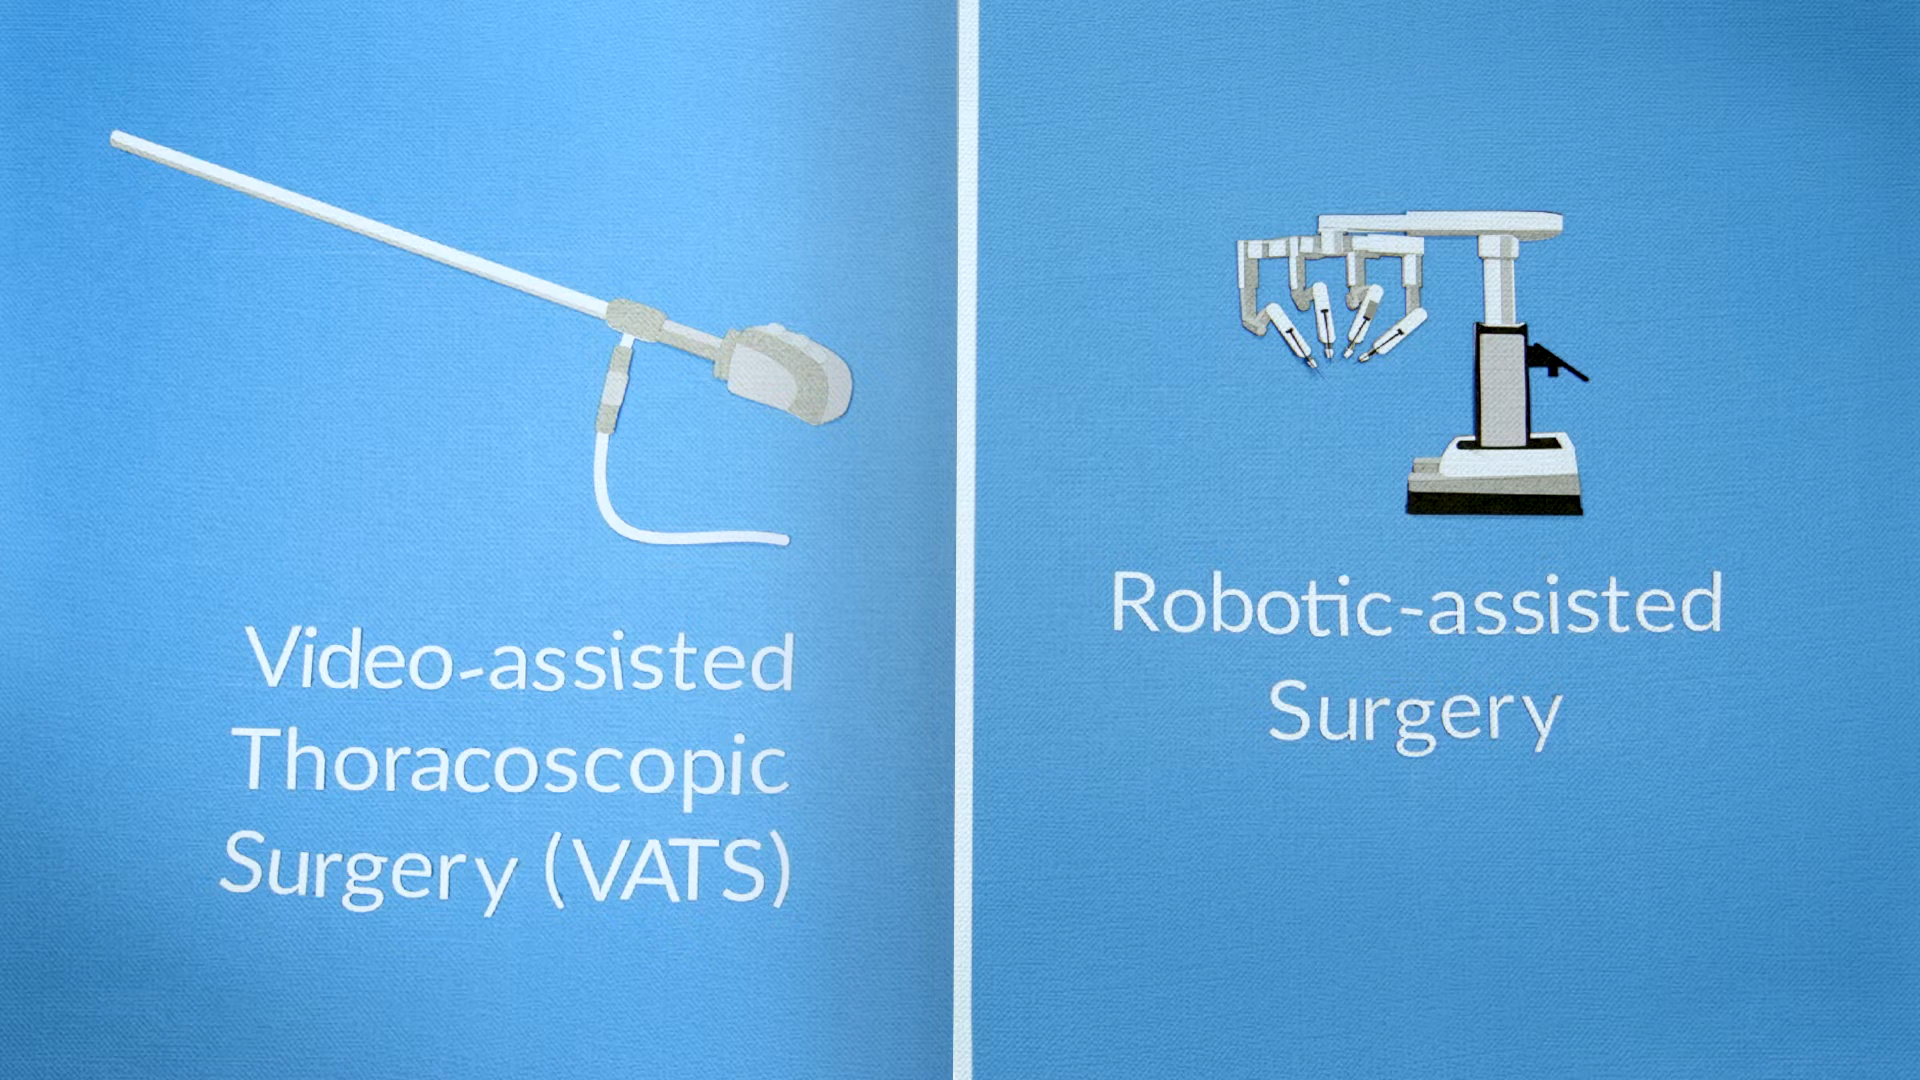 Video-assisted
Thoracoscopic
Surgery (VATS)
Robotic-assisted
Surgery